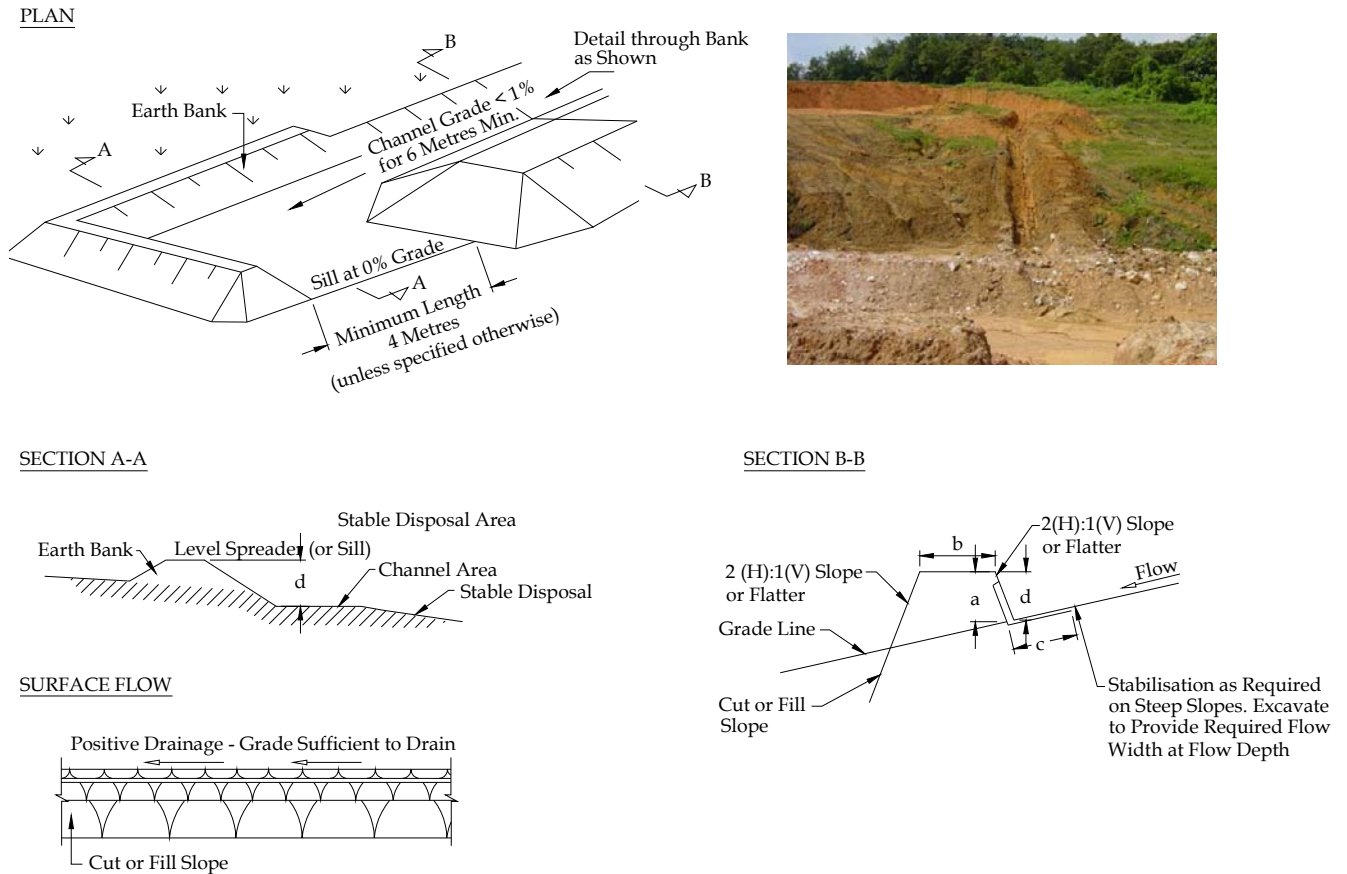 PLAN
B
Detail through Bank
as Shown
Earth Bank
Channel Grade < 1%
for 6 Metres Min.
A
B
Sill at 0% Grade
A
Minimum Length
4 Metres
(unless specified otherwise)
SECTION A-A
Stable Disposal Area
Earth Bank
Level Spreader (or Sill)
d
Channel Area
Stable Disposal
SECTION B-B
2(H):1(V) Slope
or Flatter
b
Flow
2 (H):1(V) Slope
or Flatter
a
d
Grade Line
c
Cut or Fill
Slope
Stabilisation as Required
on Steep Slopes. Excavate
to Provide Required Flow
Width at Flow Depth
SURFACE FLOW
Positive Drainage - Grade Sufficient to Drain
Cut or Fill Slope